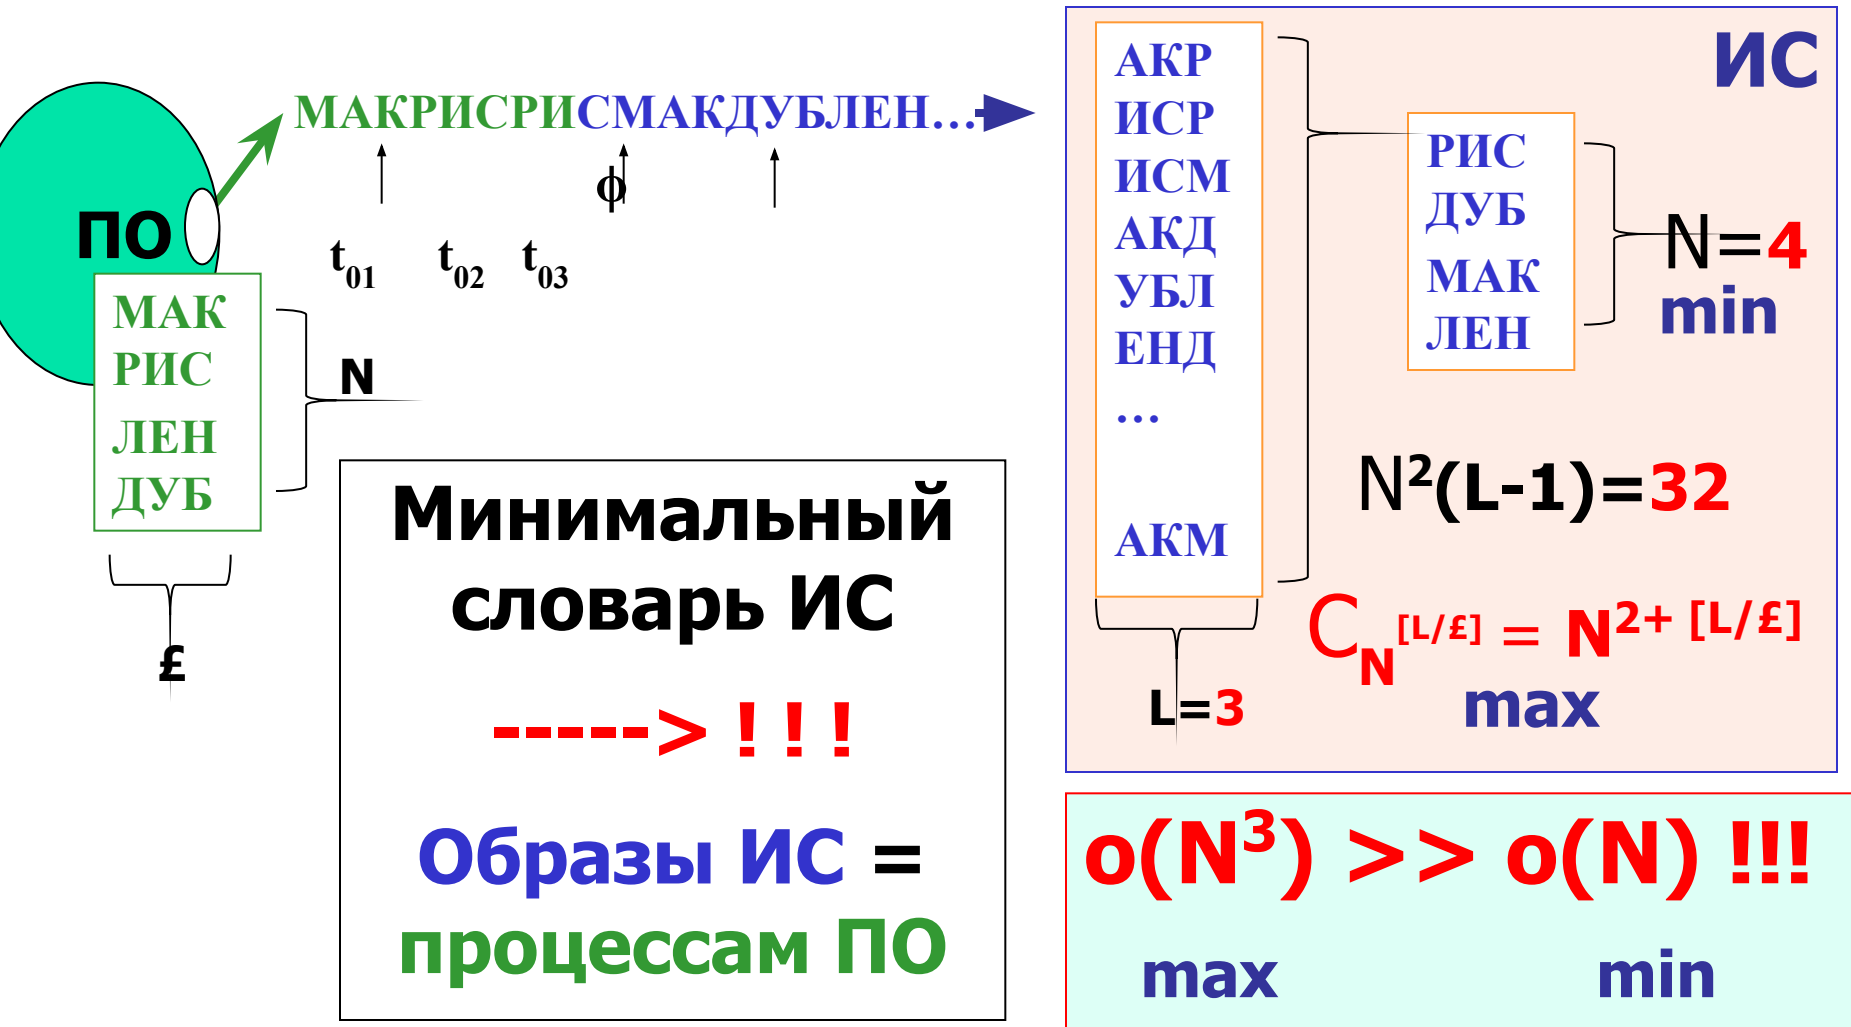 МАКРИСРИСМАКДУБЛЕН...
ф
t01 t02 t03
ПО
МАК
РИС
ЛЕН
ДУБ
N
£
Минимальный
словарь ИС
-----> ! ! !
Образы ИС =
процессам ПО
ИС
АКР
ИСР
ИСМ
АКД
УБЛ
ЕНД
...
АКМ
L=3
РИС
ДУБ
МАК
ЛЕН
N=4
min
N²(L-1)=32
C_N^[L/£] = N^2+ [L/£]
max
o(N³) >> o(N) !!!
max min